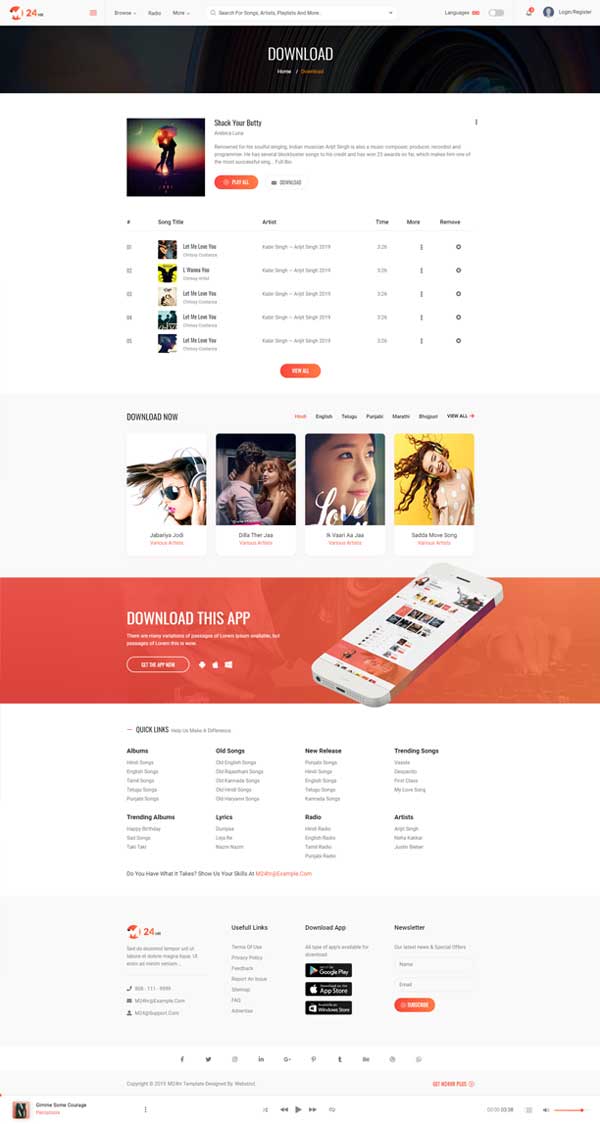 24 HR
Browse
Radio
More
Search For Songs, Artists, Playlists And More..
Languages
Login/Register
DOWNLOAD
Home / Download
Shack Your Butty
Ambira Luna
Renowned for his soulful singing, Indian musician Arijit Singh is also a music composer, producer, recordist and
programmer. He has several blockbuster songs to his credit and has won 23 awards so far, which makes him one of
the most successful sing... Full Bio
PLAY ALL
DOWNLOAD
# Song Title Artist Time More Remove
01 Let Me Love You Kabir Singh — Arijit Singh 2019 3:26
Chrissy Costanza
02 L Wanna You Kabir Singh — Arijit Singh 2019 3:26
Chrissy Artist
03 Let Me Love You Kabir Singh — Arijit Singh 2019 3:26
Chrissy Costanza
04 Let Me Love You Kabir Singh — Arijit Singh 2019 3:26
Chrissy Costanza
05 Let Me Love You Kabir Singh — Arijit Singh 2019 3:26
Chrissy Costanza
VIEW ALL
DOWNLOAD NOW
Hindi English Telugu Punjabi Marathi Bhojpuri VIEW ALL
Love
Jabariya Jodi
Various Artists
Dilla Ther Jaa
Various Artists
Ik Vaari Aa Jaa
Various Artists
Sadda Move Song
Various Artists
DOWNLOAD THIS APP
There are many variations of passages of Lorem Ipsum available, but
passages of Lorem this is wow.
GET THE APP NOW
QUICK LINKS Help Us Make A Difference
Albums
Hindi Songs
English Songs
Tamil Songs
Telugu Songs
Punjabi Songs
Old Songs
Old English Songs
Old Rajasthani Songs
Old Kannada Songs
Old Hindi Songs
Old Haryanvi Songs
New Release
Punjabi Songs
Hindi Songs
English Songs
Telugu Songs
Kannada Songs
Trending Songs
Vaaste
Despacito
First Class
My Love Song
Trending Albums
Happy Birthday
Sad Songs
Taki Taki
Lyrics
Duniyaa
Leja Re
Nazm Nazm
Radio
Hindi Radio
English Radio
Tamil Radio
Punjabi Radio
Artists
Arijit Singh
Neha Kakkar
Justin Bieber
Do You Have What It Takes? Show Us Your Skills At M24hr@Example.Com
24 HR
Sed do eiusmod tempor unt ut
labore et dolore magna itaue. Ut
enim ad minim veniam...
M24hr@Example.Com
M24@Support.Com
Usefull Links
Terms Of Use
Privacy Policy
Feedback
Report An Issue
Sitemap
FAQ
Advertise
Download App
All type of app's available for
download
Google Play
App Store
Windows Store
Newsletter
Our latest news & Special Offers
Name
Email
SUBSCRIBE
Copyright © 2019 M24hr Template Designed By Webstrot.
Gimme Some Courage
00:00 03:38